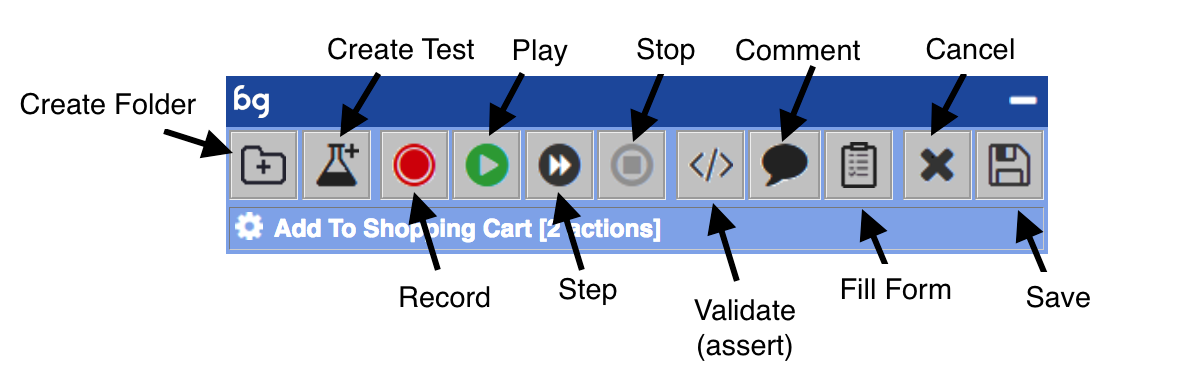 Create Test
Play
Stop
Comment
Cancel
Create Folder
bg
Add To Shopping Cart [2 actions]
Record
Step
Validate
(assert)
Fill Form
Save